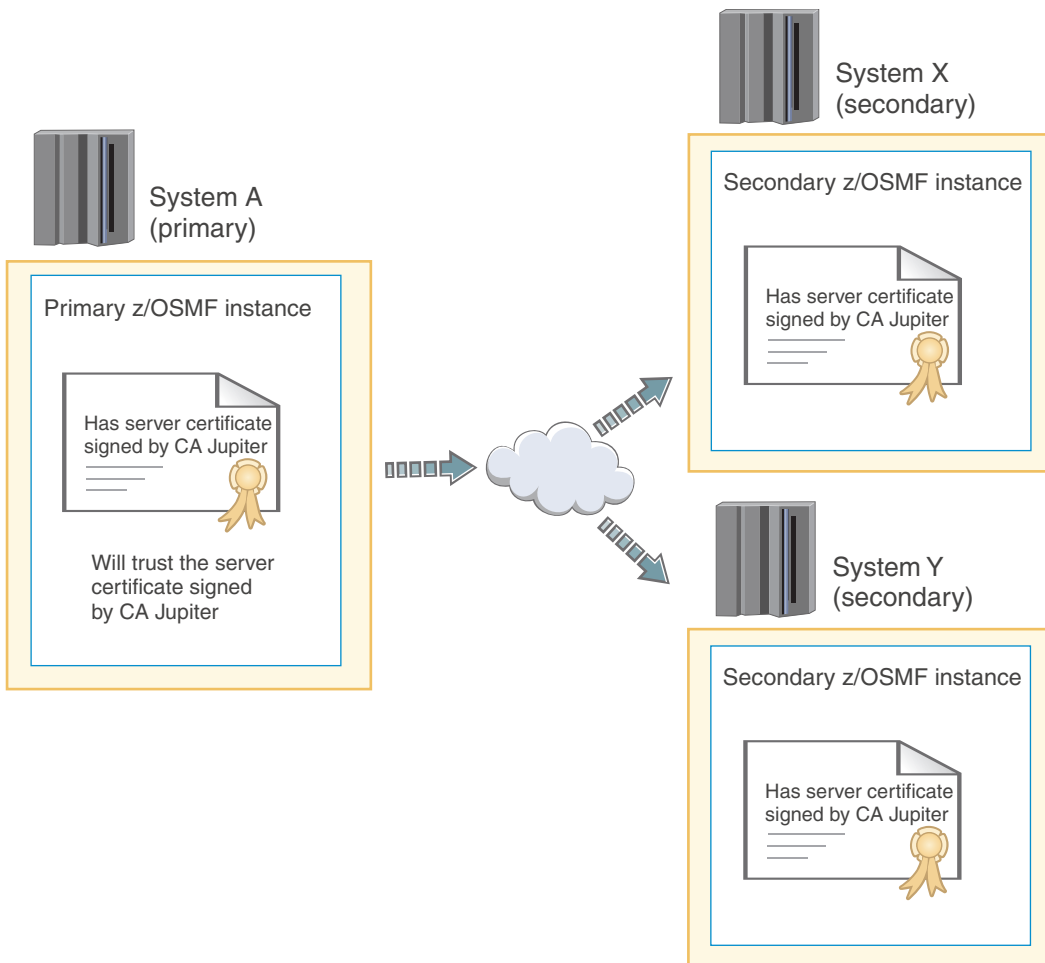 System A
(primary)
Primary z/OSMF instance
Has server certificate
signed by CA Jupiter
Will trust the server
certificate signed
by CA Jupiter
System X
(secondary)
Secondary z/OSMF instance
Has server certificate
signed by CA Jupiter
System Y
(secondary)
Secondary z/OSMF instance
Has server certificate
signed by CA Jupiter